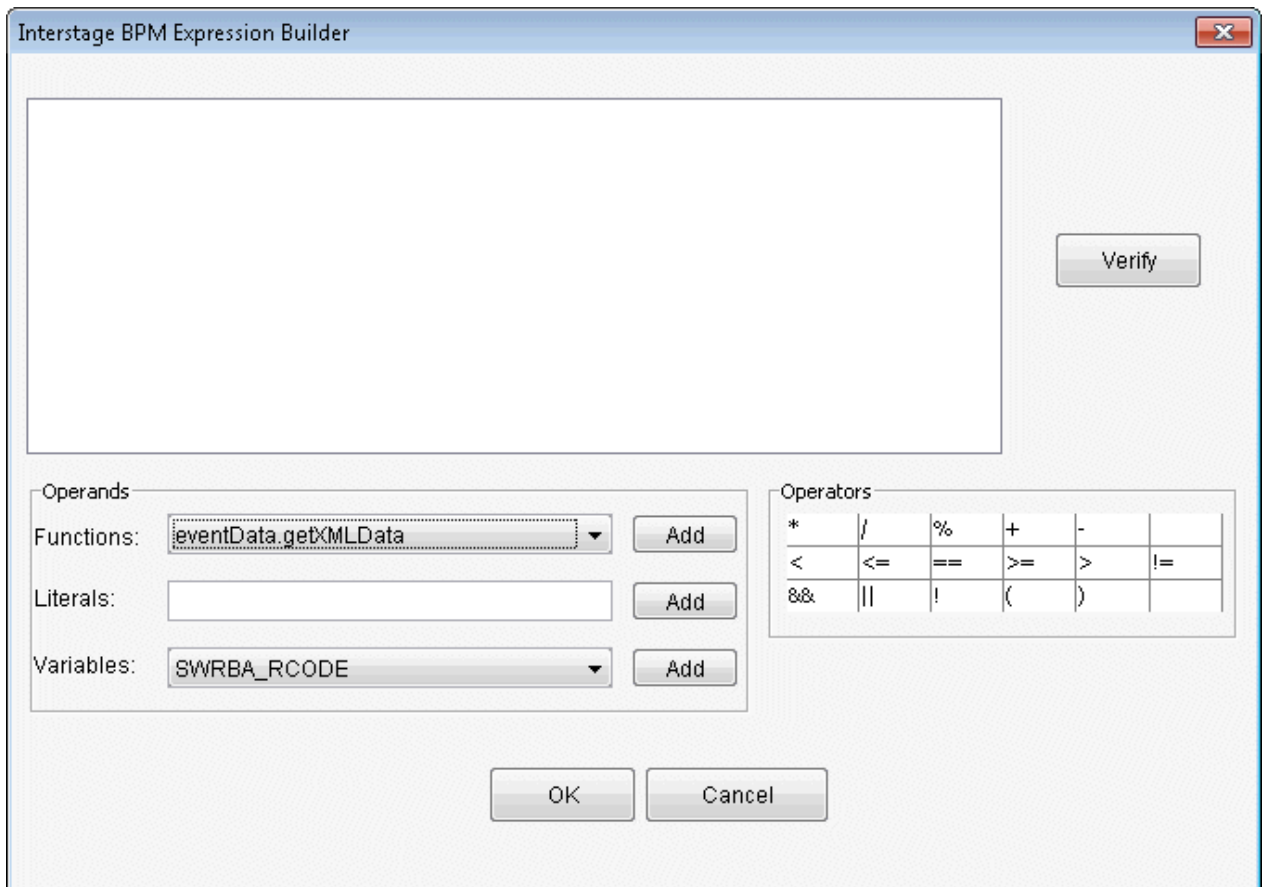 Interstage BPM Expression Builder
Verify
Operands
Functions: eventData.getXMLData Add
Literals: Add
Variables: SWRBA_RCODE Add
Operators
* / % + -
< <= == >= > !=
&& || ! ( )
OK Cancel